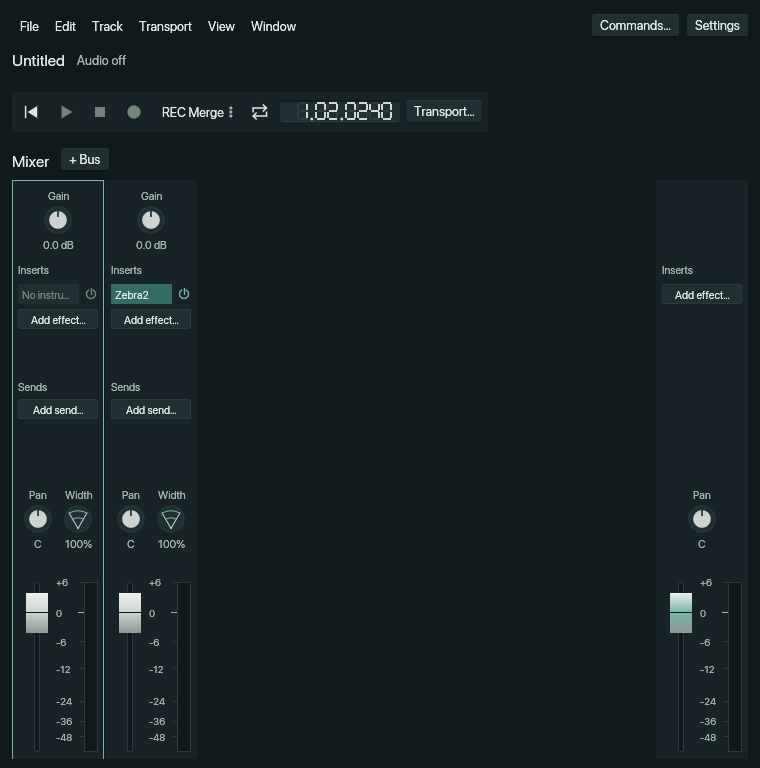 File Edit Track Transport View Window Commands... Settings
Untitled Audio off
REC Merge 1.02.0240 Transport...
Mixer + Bus
Gain Gain
0.0 dB 0.0 dB
Inserts Inserts Inserts
No instru... Zebra2 Add effect...
Add effect... Add effect...
Sends Sends
Add send... Add send...
Pan Width Pan Width Pan
C 100% C 100% C
+6 +6 +6
0 0 0
-6 -6 -6
-12 -12 -12
-24 -24 -24
-36 -36 -36
-48 -48 -48